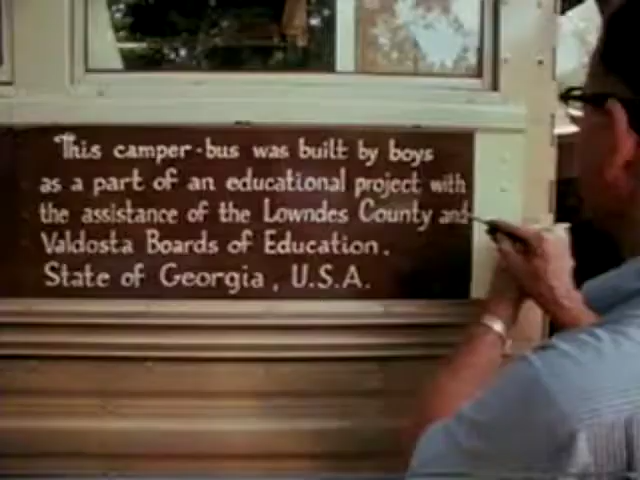 This camper-bus was built by boys
as a part of an educational project with
the assistance of the Lowndes County and
Valdosta Boards of Education.
State of Georgia, U.S.A.